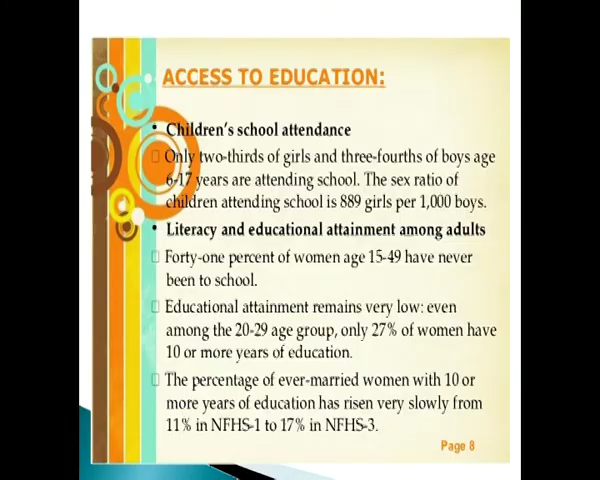 ACCESS TO EDUCATION:
• Children's school attendance
Only two-thirds of girls and three-fourths of boys age
6-17 years are attending school. The sex ratio of
children attending school is 889 girls per 1,000 boys.
• Literacy and educational attainment among adults
Forty-one percent of women age 15-49 have never
been to school.
Educational attainment remains very low: even
among the 20-29 age group, only 27% of women have
10 or more years of education.
The percentage of ever-married women with 10 or
more years of education has risen very slowly from
11% in NFHS-1 to 17% in NFHS-3.
Page 8